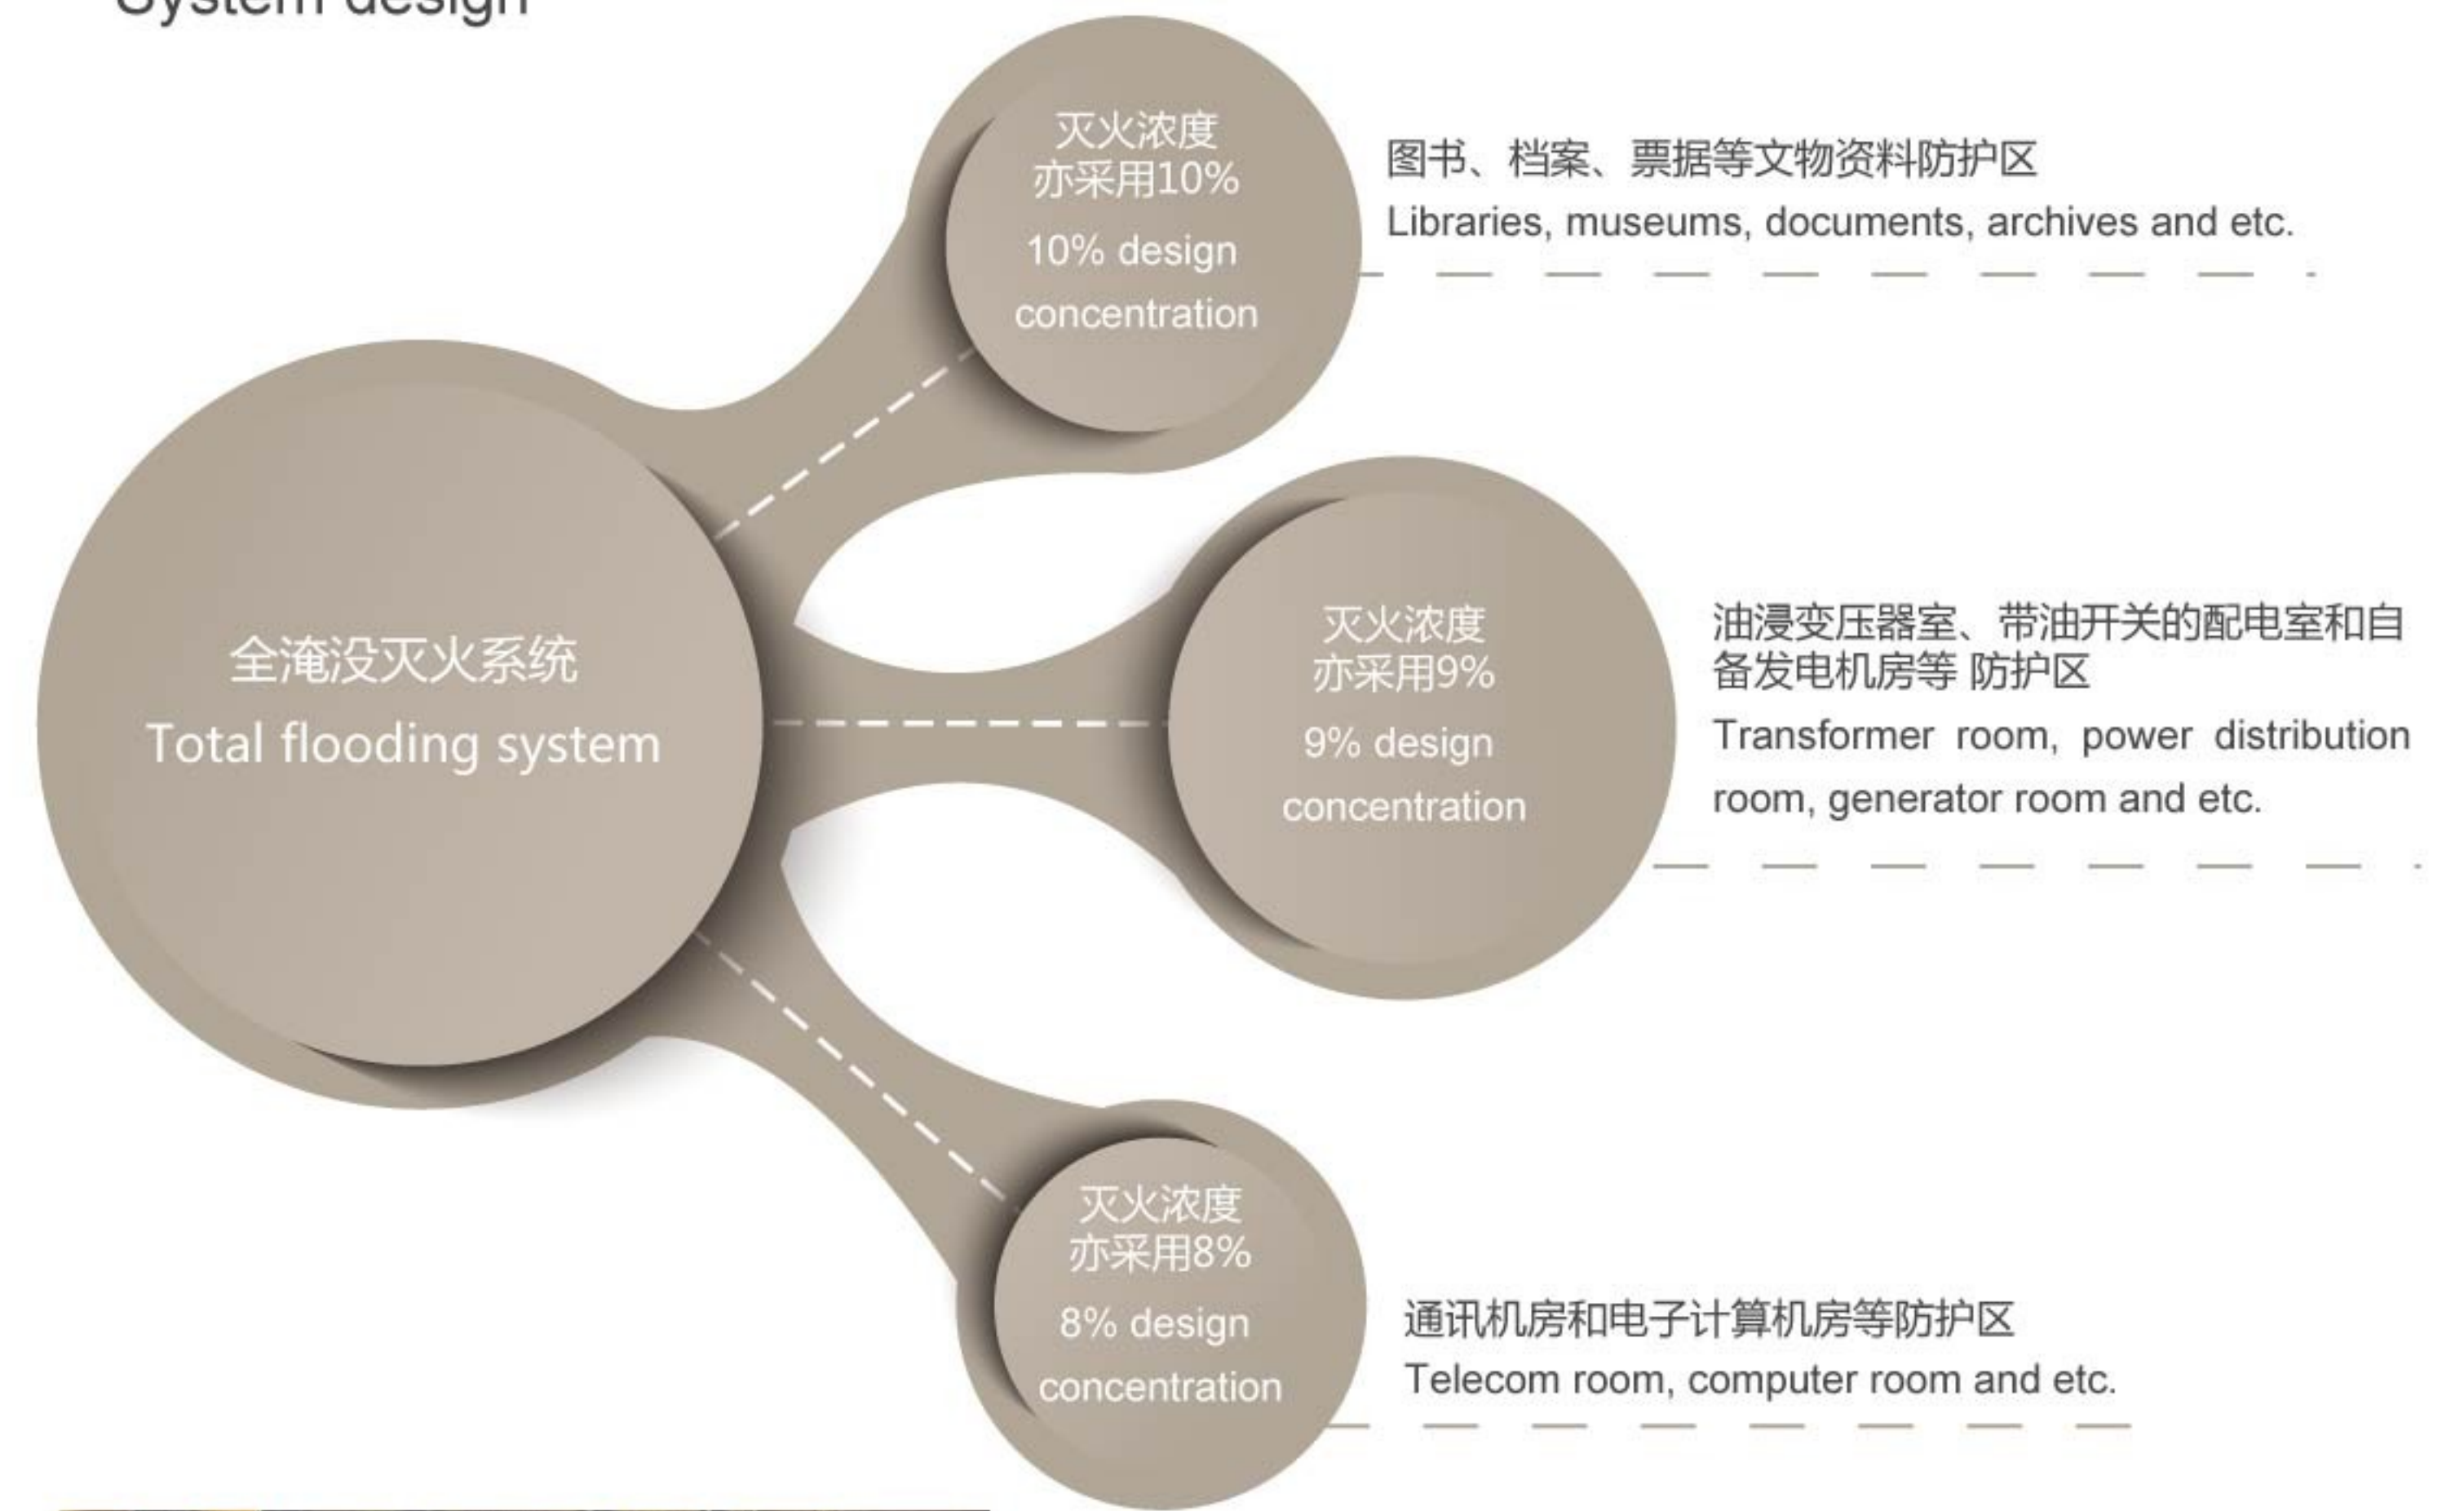 System design
灭火浓度
亦采用10%
10% design
concentration
图书、档案、票据等文物资料防护区
Libraries, museums, documents, archives and etc.
全淹没灭火系统
Total flooding system
灭火浓度
亦采用9%
9% design
concentration
油浸变压器室、带油开关的配电室和自
备发电机房等 防护区
Transformer room, power distribution
room, generator room and etc.
灭火浓度
亦采用8%
8% design
concentration
通讯机房和电子计算机房等防护区
Telecom room, computer room and etc.